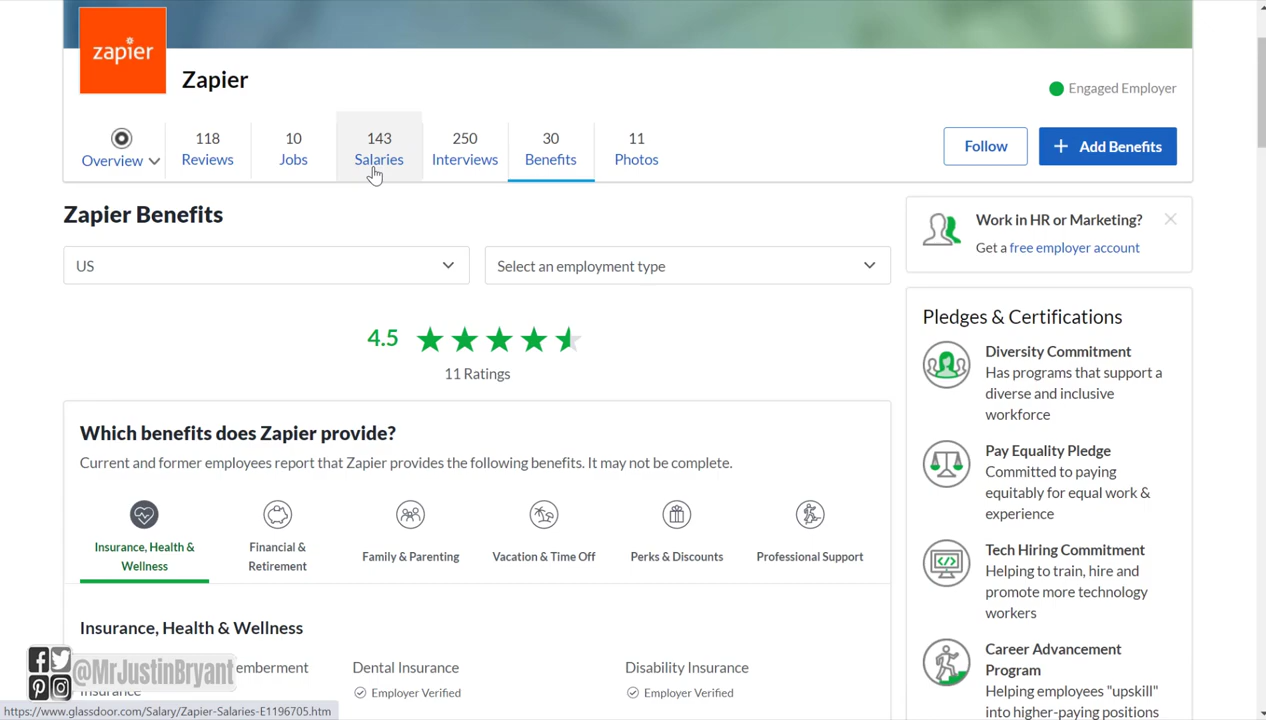 zapier
Zapier
Engaged Employer
Overview
118
Reviews
10
Jobs
143
Salaries
250
Interviews
30
Benefits
11
Photos
Follow
+ Add Benefits
Zapier Benefits
US
Select an employment type
4.5
11 Ratings
Which benefits does Zapier provide?
Current and former employees report that Zapier provides the following benefits. It may not be complete.
Insurance, Health &
Wellness
Financial &
Retirement
Family & Parenting
Vacation & Time Off
Perks & Discounts
Professional Support
Insurance, Health & Wellness
emberment
Insurance
Dental Insurance
Employer Verified
Disability Insurance
Employer Verified
Work in HR or Marketing?
Get a free employer account
Pledges & Certifications
Diversity Commitment
Has programs that support a
diverse and inclusive
workforce
Pay Equality Pledge
Committed to paying
equitably for equal work &
experience
Tech Hiring Commitment
Helping to train, hire and
promote more technology
workers
Career Advancement
Program
Helping employees "upskill"
into higher-paying positions
@MrJustinBryant
https://www.glassdoor.com/Salary/Zapier-Salaries-E1196705.htm